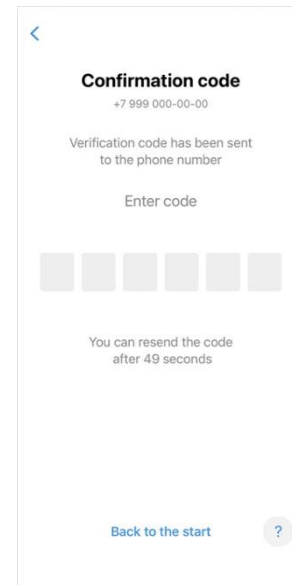 Confirmation code
+7 999 000-00-00
Verification code has been sent
to the phone number
Enter code
You can resend the code
after 49 seconds
Back to the start
?